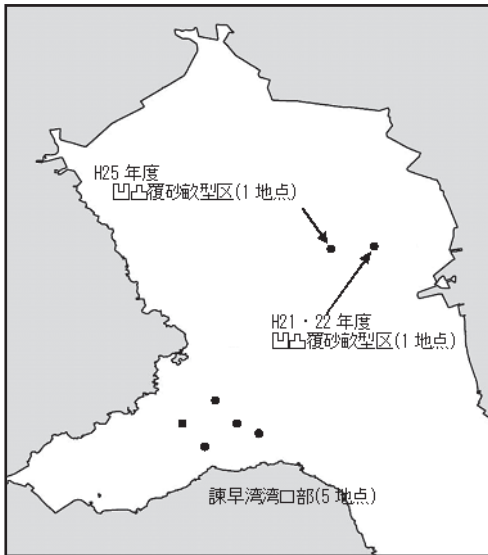 H25 年度
凹凸覆砂畝型区(1 地点)
H21・22 年度
凹凸覆砂畝型区(1 地点)
諫早湾湾口部(5 地点)